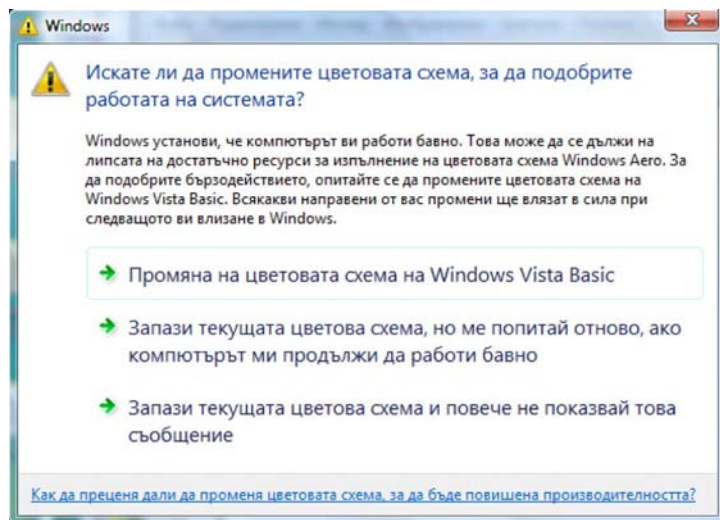 Windows
Искате ли да промените цветовата схема, за да подобрите
работата на системата?
Windows установи, че компютърът ви работи бавно. Това може да се дължи на
липсата на достатъчно ресурси за изпълнение на цветовата схема Windows Aero. За
да подобрите бързодействието, опитайте се да промените цветовата схема на
Windows Vista Basic. Всякакви направени от вас промени ще влязат в сила при
следващото ви влизане в Windows.
Промяна на цветовата схема на Windows Vista Basic
Запази текущата цветова схема, но ме попитай отново, ако
компютърът ми продължи да работи бавно
Запази текущата цветова схема и повече не показвай това
съобщение
Как да преценя дали да променя цветовата схема, за да бъде повишена производителността?